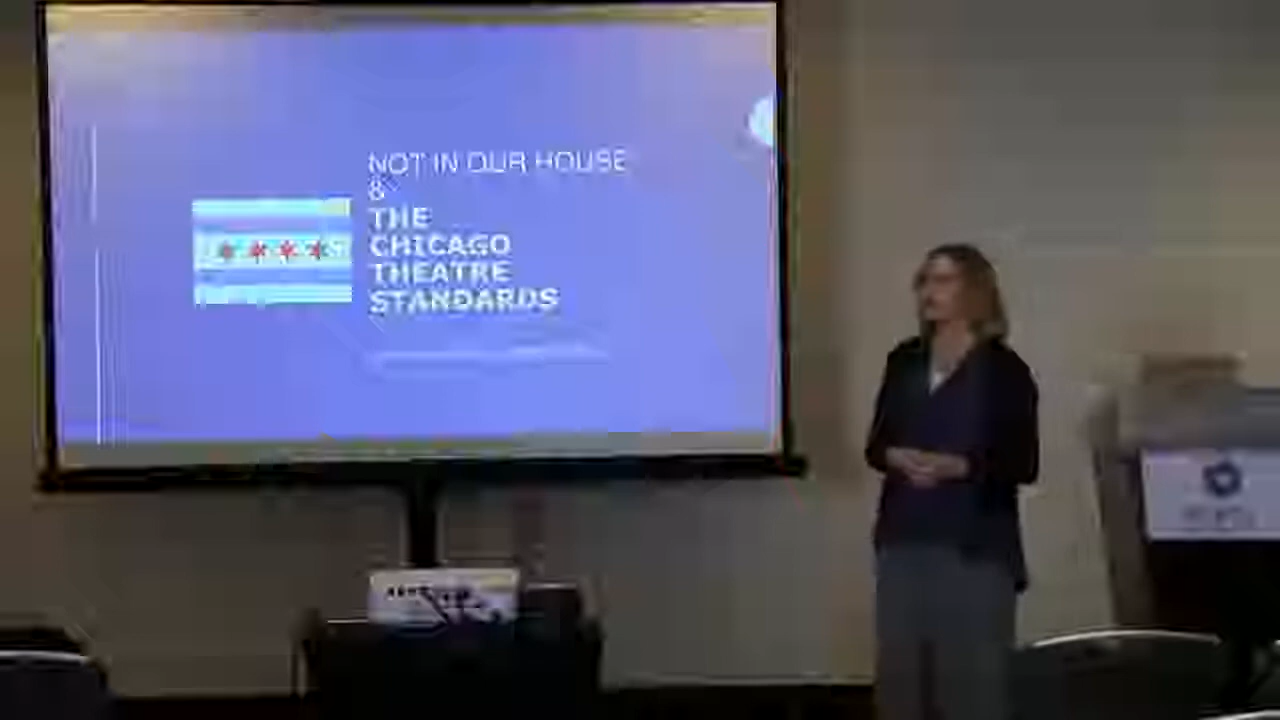 NOT IN OUR HOUSE
&
THE
CHICAGO
THEATRE
STANDARDS